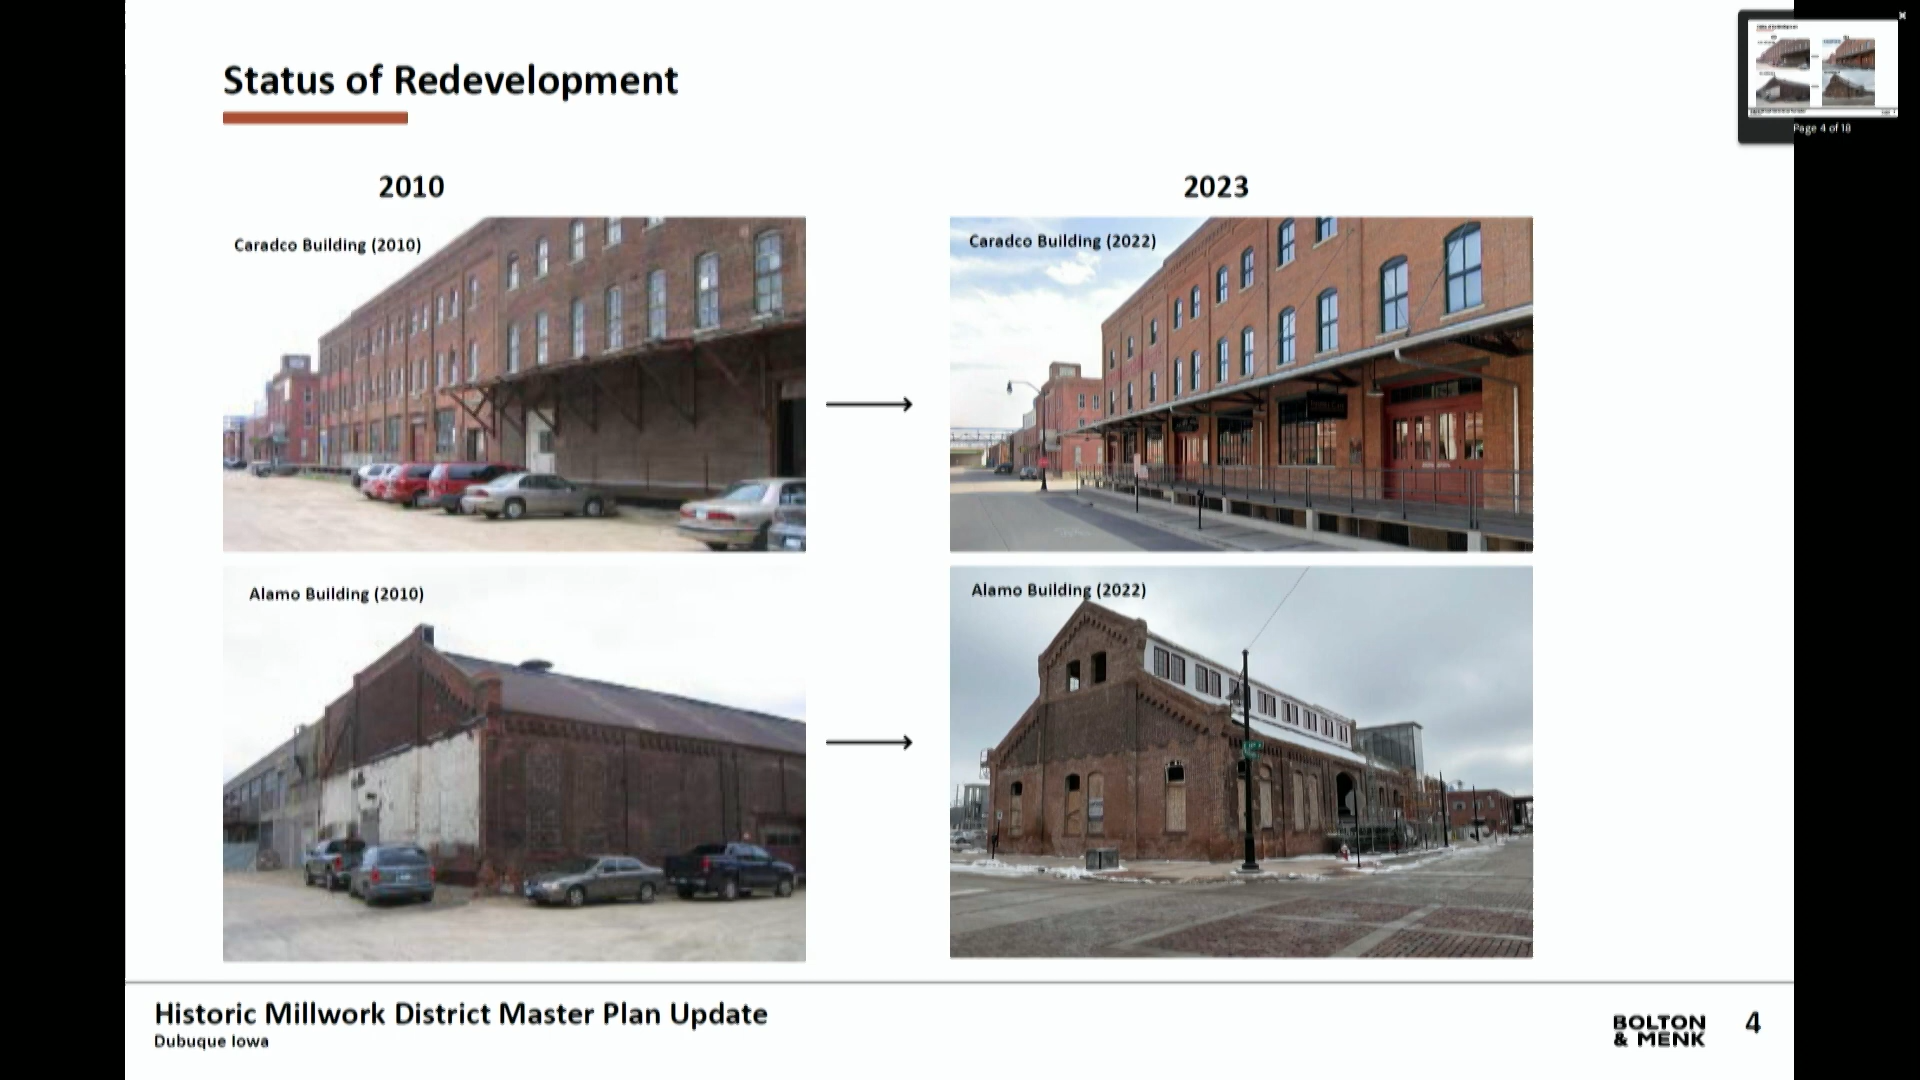 Status of Redevelopment
2010
2023
Caradco Building (2010)
Caradco Building (2022)
Alamo Building (2010)
Alamo Building (2022)
Historic Millwork District Master Plan Update
Dubuque Iowa
BOLTON
& MENK
4
Page 4 of 18